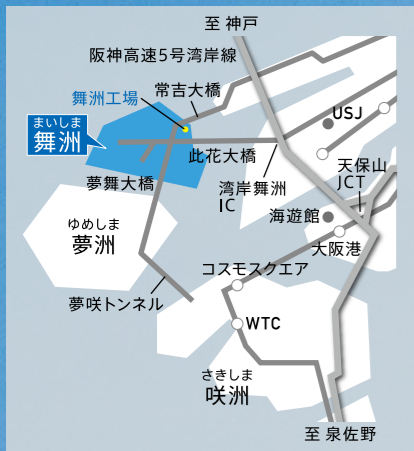 至 神戸
阪神高速5号湾岸線
常吉大橋
舞洲工場
USJ
まいしま
舞洲
此花大橋
天保山
JCT
夢舞大橋
湾岸舞洲
IC
海遊館
ゆめしま
夢洲
大阪港
コスモスクエア
夢咲トンネル
WTC
さきしま
咲洲
至 泉佐野